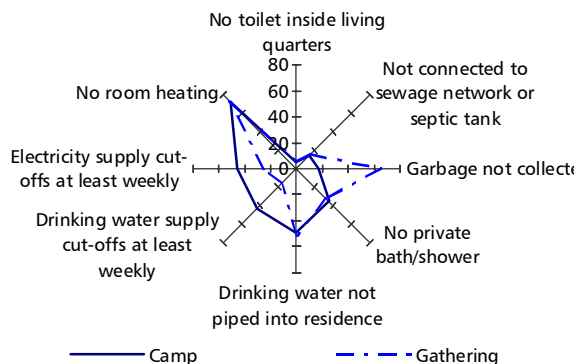 No toilet inside living
quarters
80
60
40
20
0
Not connected to
sewage network or
septic tank
No room heating
Electricity supply cut-
offs at least weekly
Garbage not collecte
Drinking water supply
cut-offs at least
weekly
No private
bath/shower
Drinking water not
piped into residence
Camp
Gathering